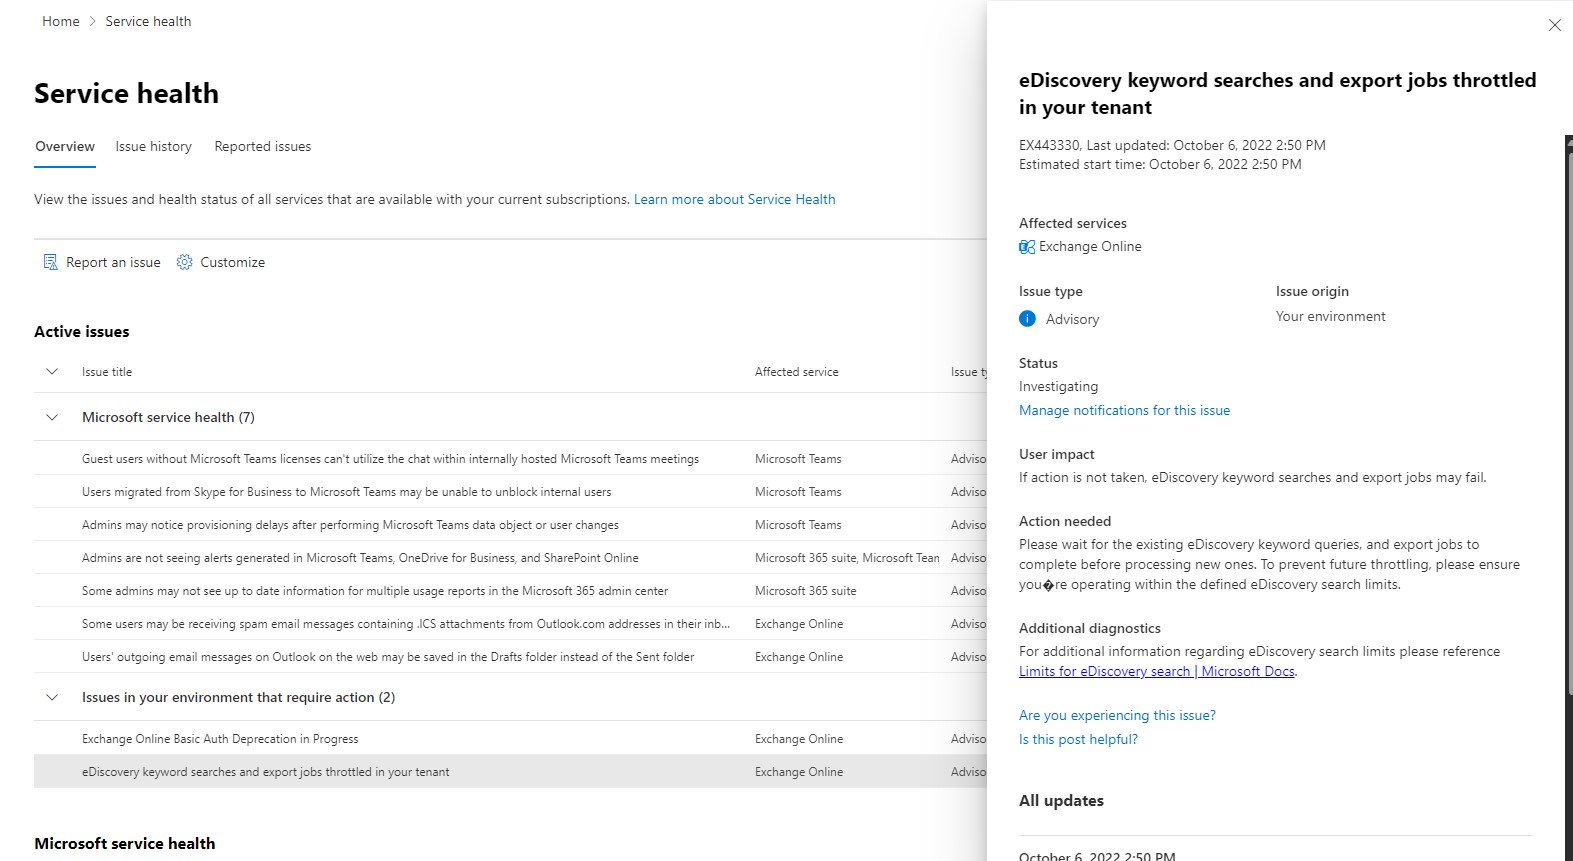 Home > Service health
Service health
Overview Issue history Reported issues
View the issues and health status of all services that are available with your current subscriptions. Learn more about Service Health
Report an issue Customize
Active issues
Issue title Affected service Issue ty
Microsoft service health (7)
Guest users without Microsoft Teams licenses can't utilize the chat within internally hosted Microsoft Teams meetings Microsoft Teams Adviso
Users migrated from Skype for Business to Microsoft Teams may be unable to unblock internal users Microsoft Teams Adviso
Admins may notice provisioning delays after performing Microsoft Teams data object or user changes Microsoft Teams Adviso
Admins are not seeing alerts generated in Microsoft Teams, OneDrive for Business, and SharePoint Online Microsoft 365 suite, Microsoft Tean Adviso
Some admins may not see up to date information for multiple usage reports in the Microsoft 365 admin center Microsoft 365 suite Adviso
Some users may be receiving spam email messages containing .ICS attachments from Outlook.com addresses in their inb... Exchange Online Adviso
Users' outgoing email messages on Outlook on the web may be saved in the Drafts folder instead of the Sent folder Exchange Online Adviso
Issues in your environment that require action (2)
Exchange Online Basic Auth Deprecation in Progress Exchange Online Adviso
eDiscovery keyword searches and export jobs throttled in your tenant Exchange Online Adviso
Microsoft service health
eDiscovery keyword searches and export jobs throttled
in your tenant
EX443330, Last updated: October 6, 2022 2:50 PM
Estimated start time: October 6, 2022 2:50 PM
Affected services
Exchange Online
Issue type Issue origin
Advisory Your environment
Status
Investigating
Manage notifications for this issue
User impact
If action is not taken, eDiscovery keyword searches and export jobs may fail.
Action needed
Please wait for the existing eDiscovery keyword queries, and export jobs to
complete before processing new ones. To prevent future throttling, please ensure
you�re operating within the defined eDiscovery search limits.
Additional diagnostics
For additional information regarding eDiscovery search limits please reference
Limits for eDiscovery search | Microsoft Docs.
Are you experiencing this issue?
Is this post helpful?
All updates
October 6, 2022 2:50 PM